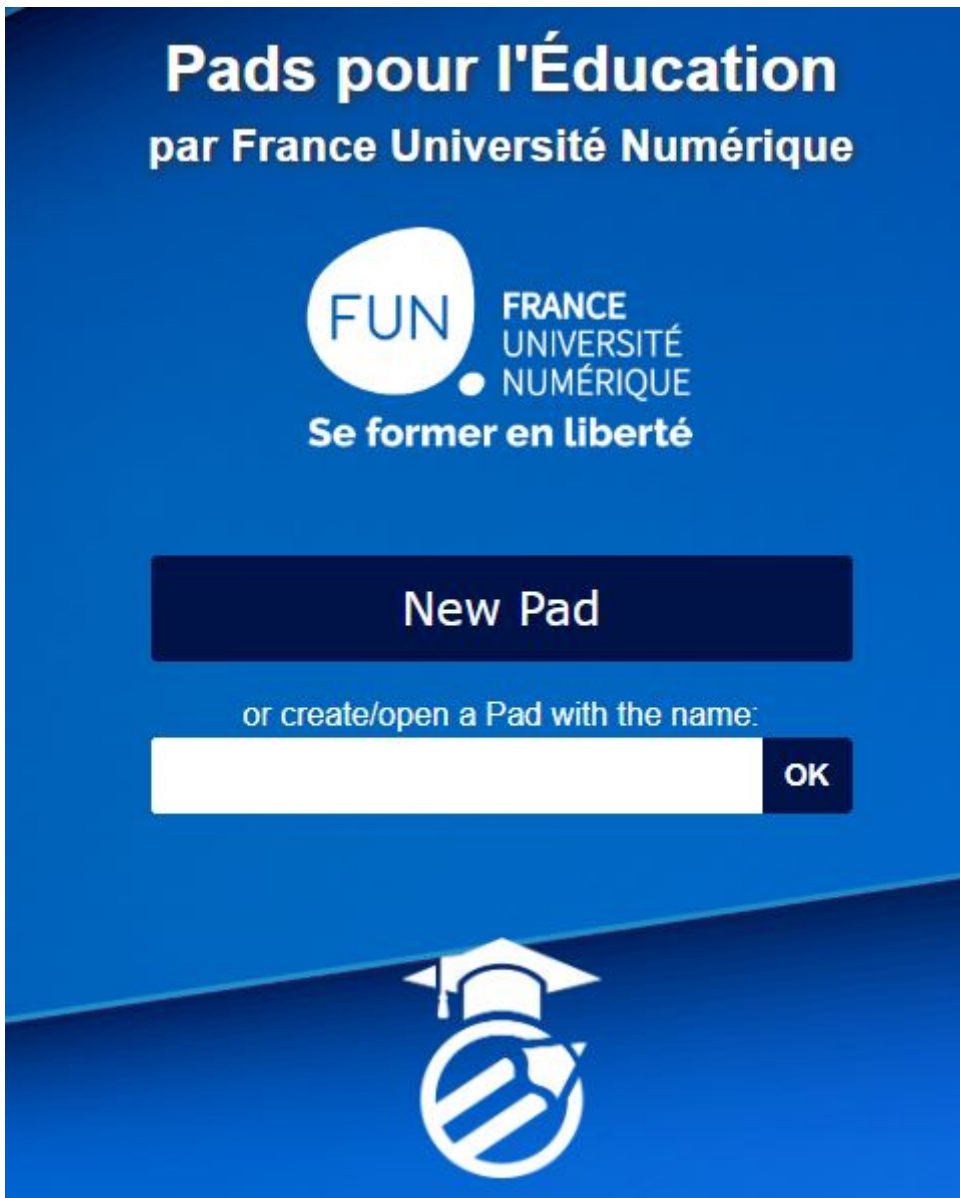 Pads pour l'Éducation
par France Université Numérique
FUN
FRANCE
UNIVERSITÉ
NUMÉRIQUE
Se former en liberté
New Pad
or create/open a Pad with the name:
OK